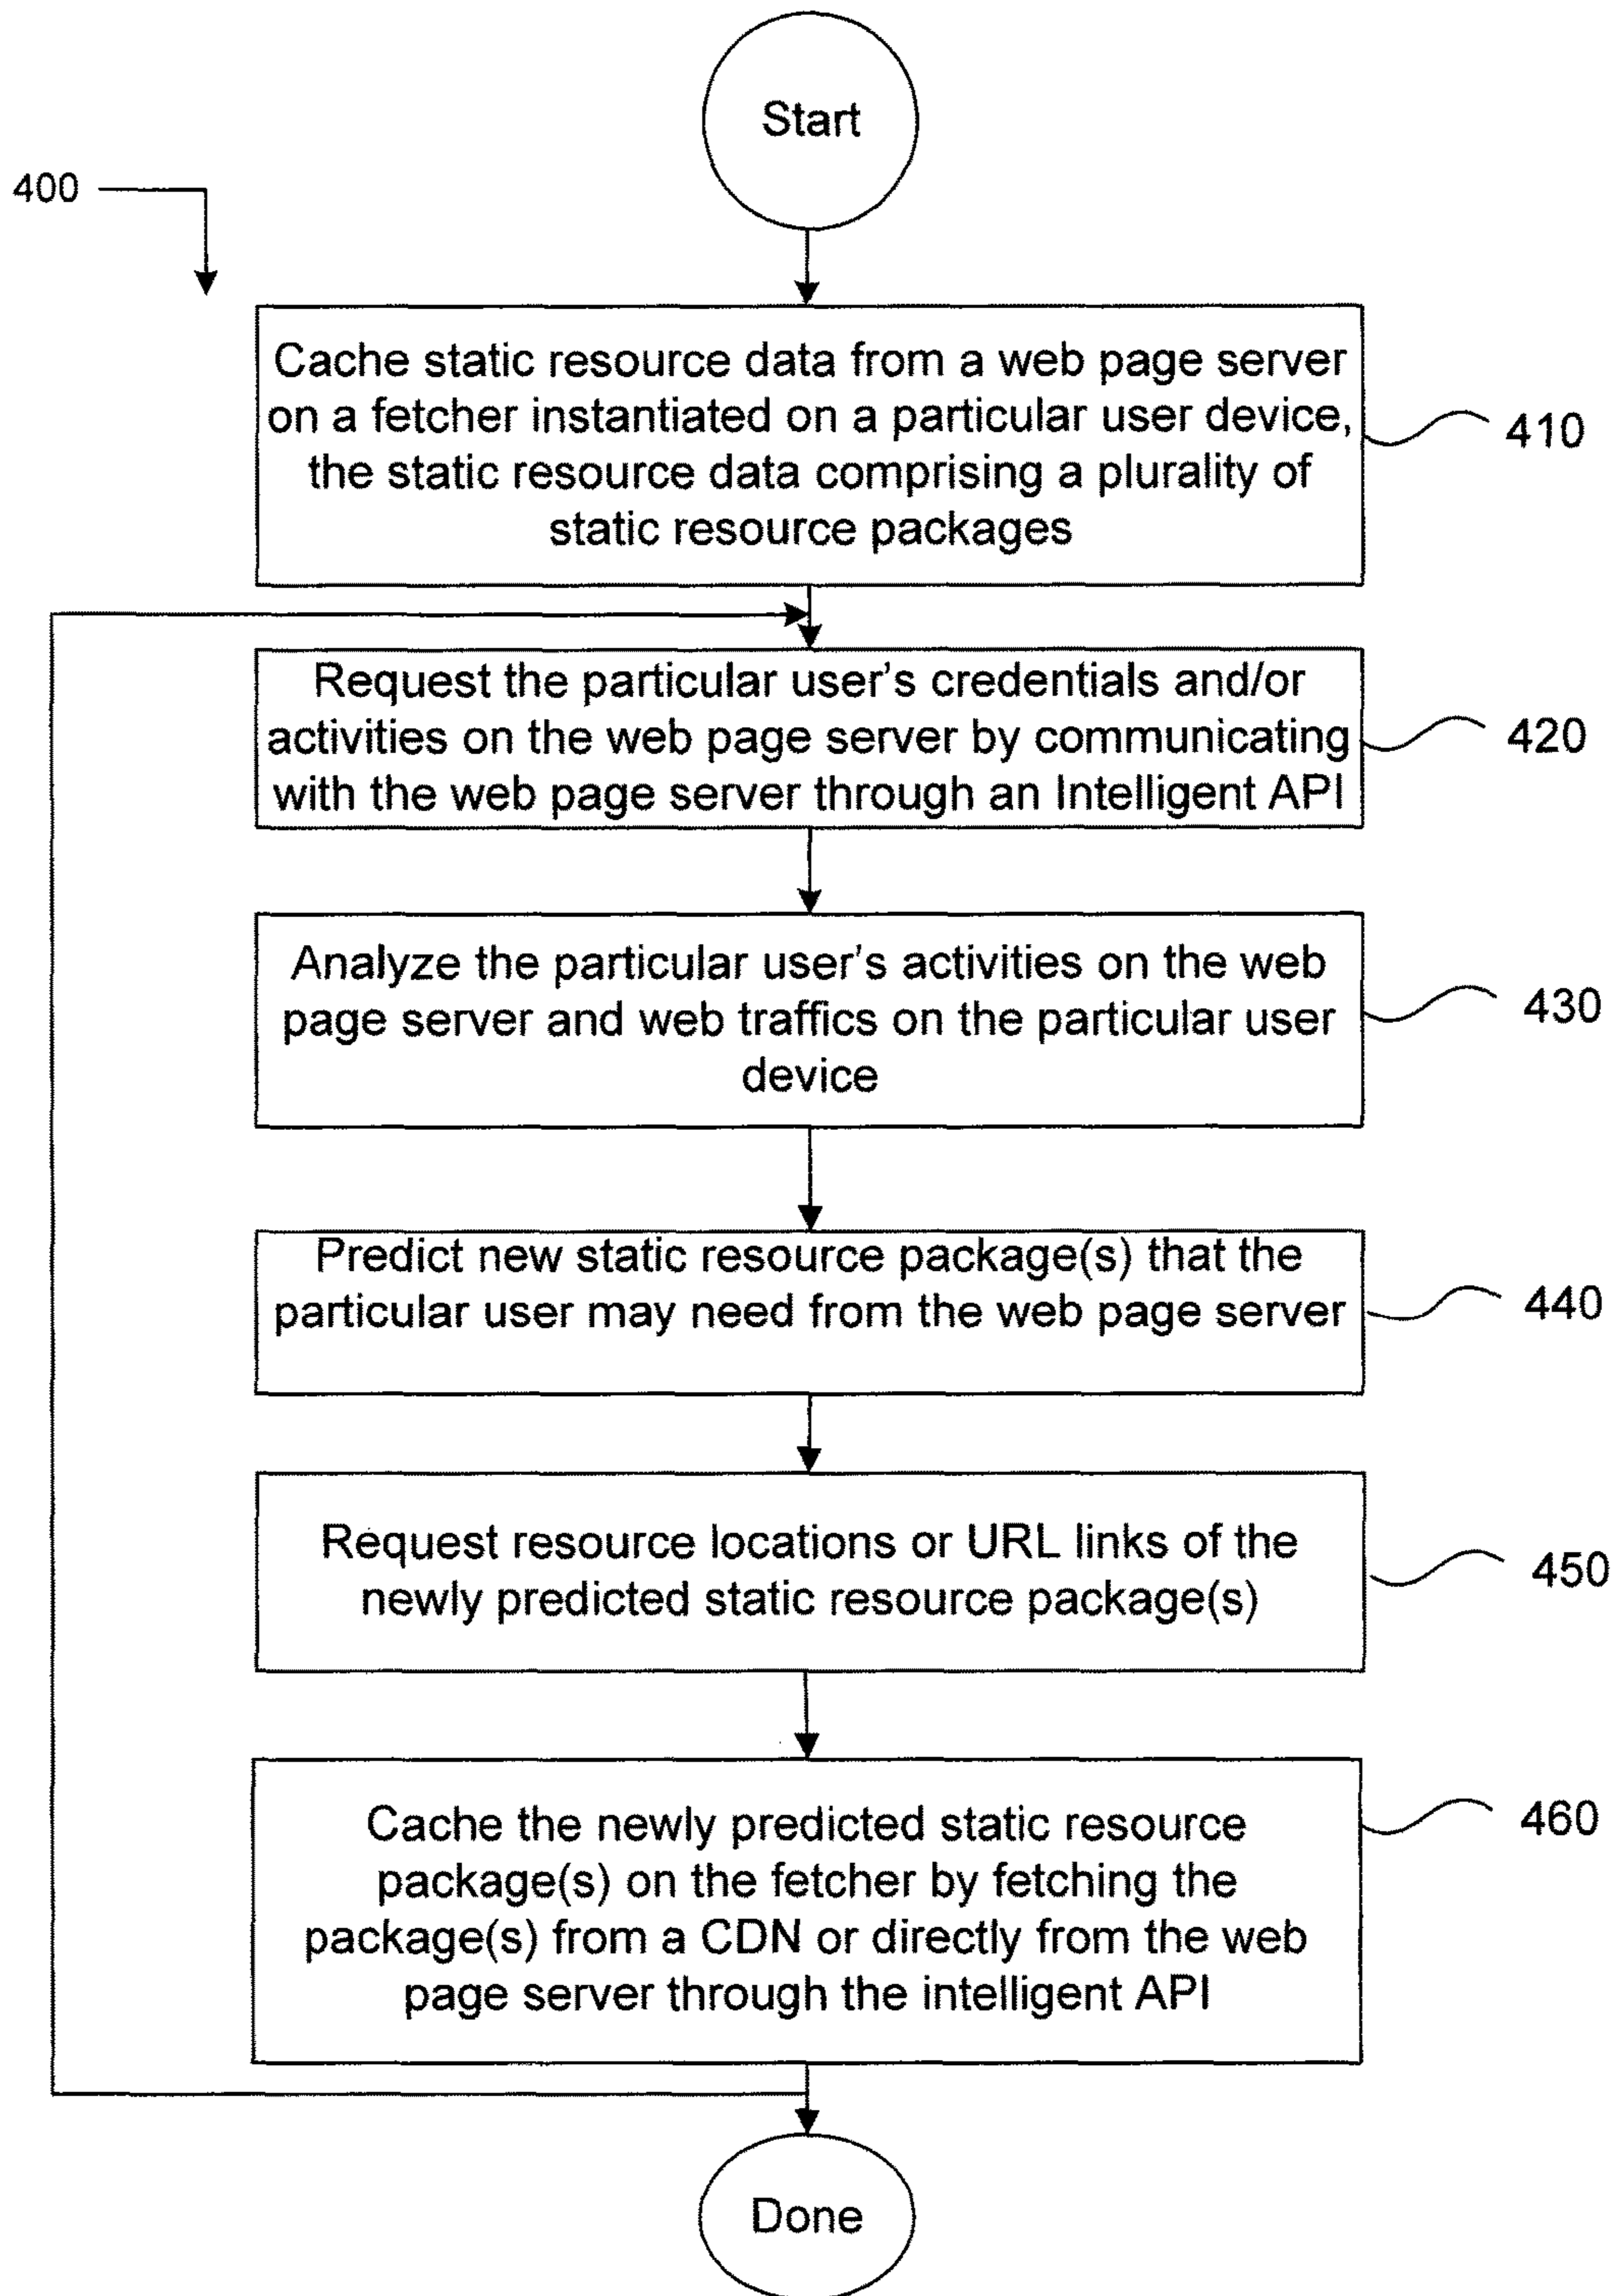 Start
400
Cache static resource data from a web page server
on a fetcher instantiated on a particular user device,
the static resource data comprising a plurality of
static resource packages
410
Request the particular user's credentials and/or
activities on the web page server by communicating
with the web page server through an Intelligent API
420
Analyze the particular user's activities on the web
page server and web traffics on the particular user
device
430
Predict new static resource package(s) that the
particular user may need from the web page server
440
Request resource locations or URL links of the
newly predicted static resource package(s)
450
Cache the newly predicted static resource
package(s) on the fetcher by fetching the
package(s) from a CDN or directly from the web
page server through the intelligent API
460
Done